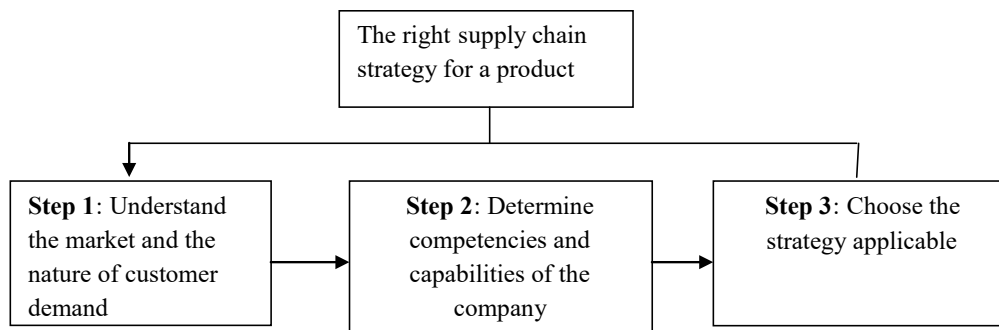 The right supply chain
strategy for a product
Step 1: Understand
the market and the
nature of customer
demand
Step 2: Determine
competencies and
capabilities of the
company
Step 3: Choose the
strategy applicable